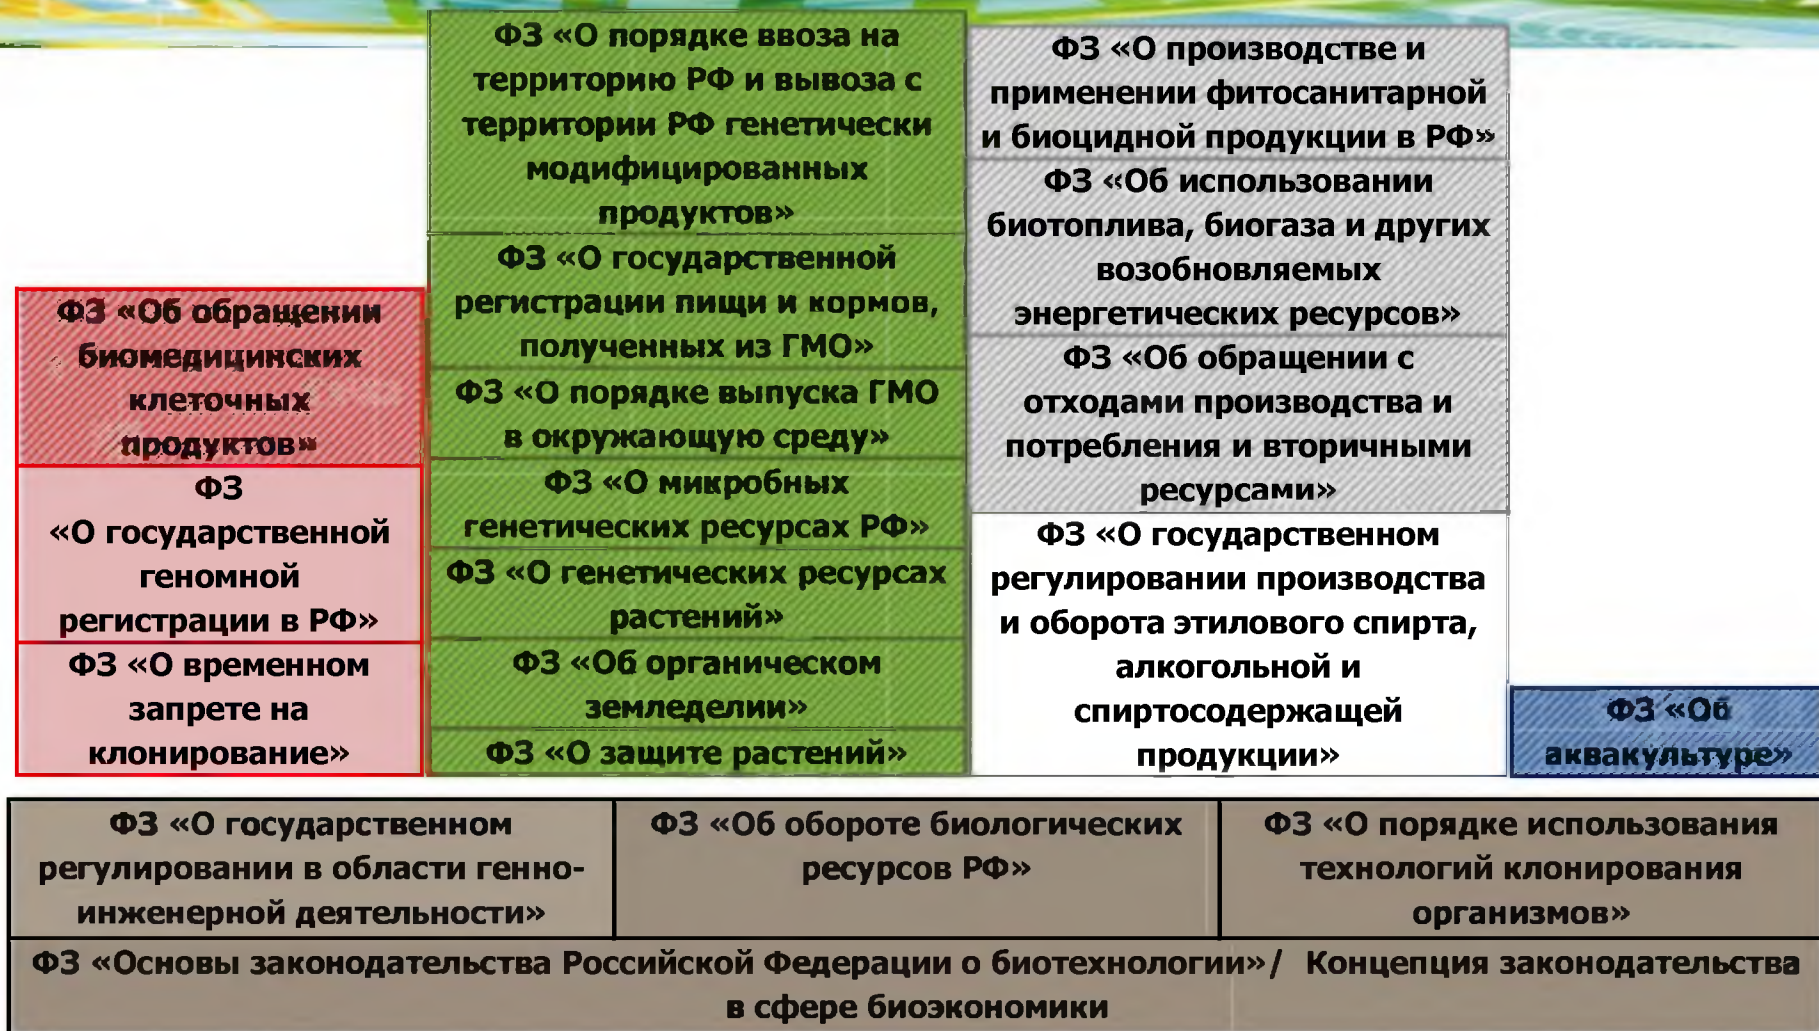 ФЗ «Об обращении
биомедицинских
клеточных
продуктов»
ФЗ
«О государственной
геномной
регистрации в РФ»
ФЗ «О временном
запрете на
клонирование»
ФЗ «О порядке ввоза на
территорию РФ и вывоза с
территории РФ генетически
модифицированных
продуктов»
ФЗ «О государственной
регистрации пищи и кормов,
полученных из ГМО»
ФЗ «О порядке выпуска ГМО
в окружающую среду»
ФЗ «О микробных
генетических ресурсах РФ»
ФЗ «О генетических ресурсах
растений»
ФЗ «Об органическом
земледелии»
ФЗ «О защите растений»
ФЗ «О производстве и
применении фитосанитарной
и биоцидной продукции в РФ»
ФЗ «Об использовании
биотоплива, биогаза и других
возобновляемых
энергетических ресурсов»
ФЗ «Об обращении с
отходами производства и
потребления и вторичными
ресурсами»
ФЗ «О государственном
регулировании производства
и оборота этилового спирта,
алкогольной и
спиртосодержащей
продукции»
ФЗ «Об
аквакультуре»
ФЗ «О государственном
регулировании в области генно-
инженерной деятельности»
ФЗ «Об обороте биологических
ресурсов РФ»
ФЗ «О порядке использования
технологий клонирования
организмов»
ФЗ «Основы законодательства Российской Федерации о биотехнологии»/ Концепция законодательства
в сфере биоэкономики